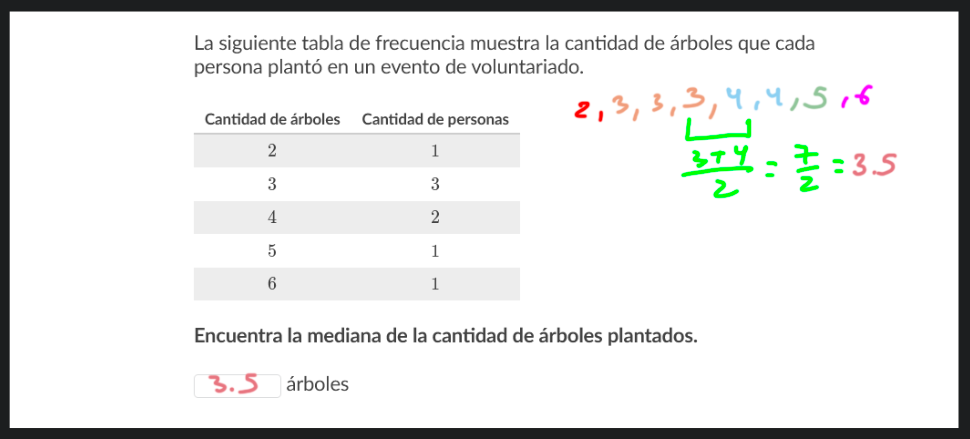 La siguiente tabla de frecuencia muestra la cantidad de árboles que cada
persona plantó en un evento de voluntariado.
2, 3, 3, 3, 4, 4, 5, 6
3+4/2 = 7/2 = 3.5
Cantidad de árboles Cantidad de personas
2 1
3 3
4 2
5 1
6 1
Encuentra la mediana de la cantidad de árboles plantados.
3.5 árboles